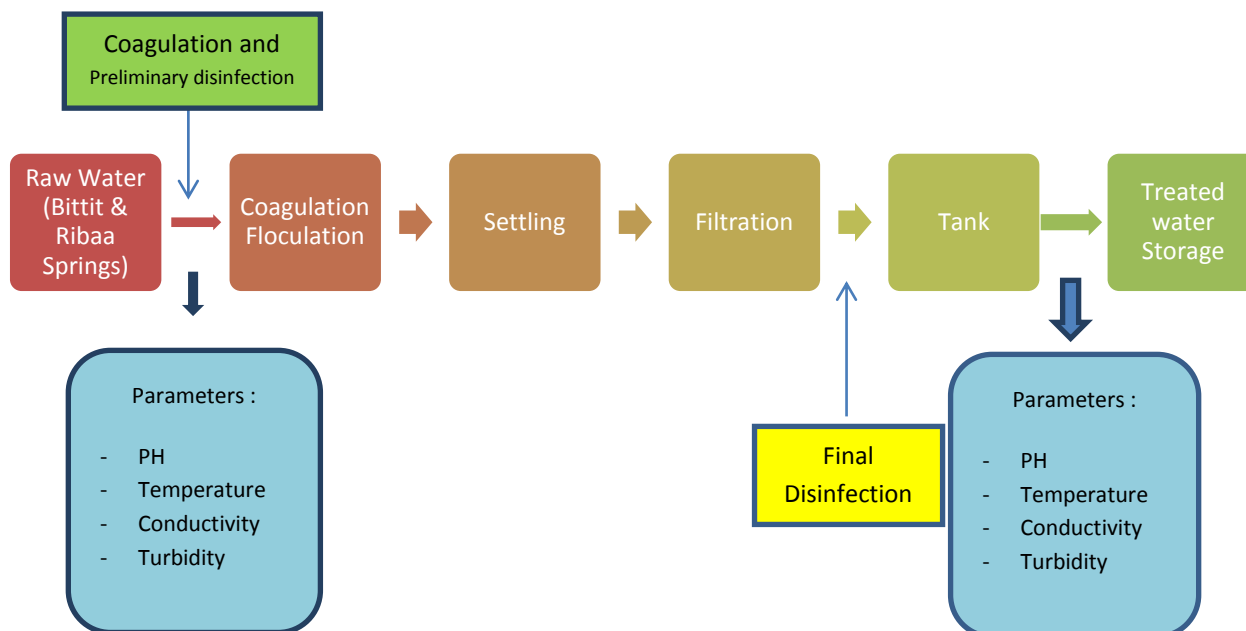 Coagulation and
Preliminary disinfection
Raw Water
(Bittit &
Ribaa
Springs)
Coagulation
Floculation
Settling
Filtration
Tank
Treated
water
Storage
Parameters :
- PH
- Temperature
- Conductivity
- Turbidity
Final
Disinfection
Parameters :
- PH
- Temperature
- Conductivity
- Turbidity